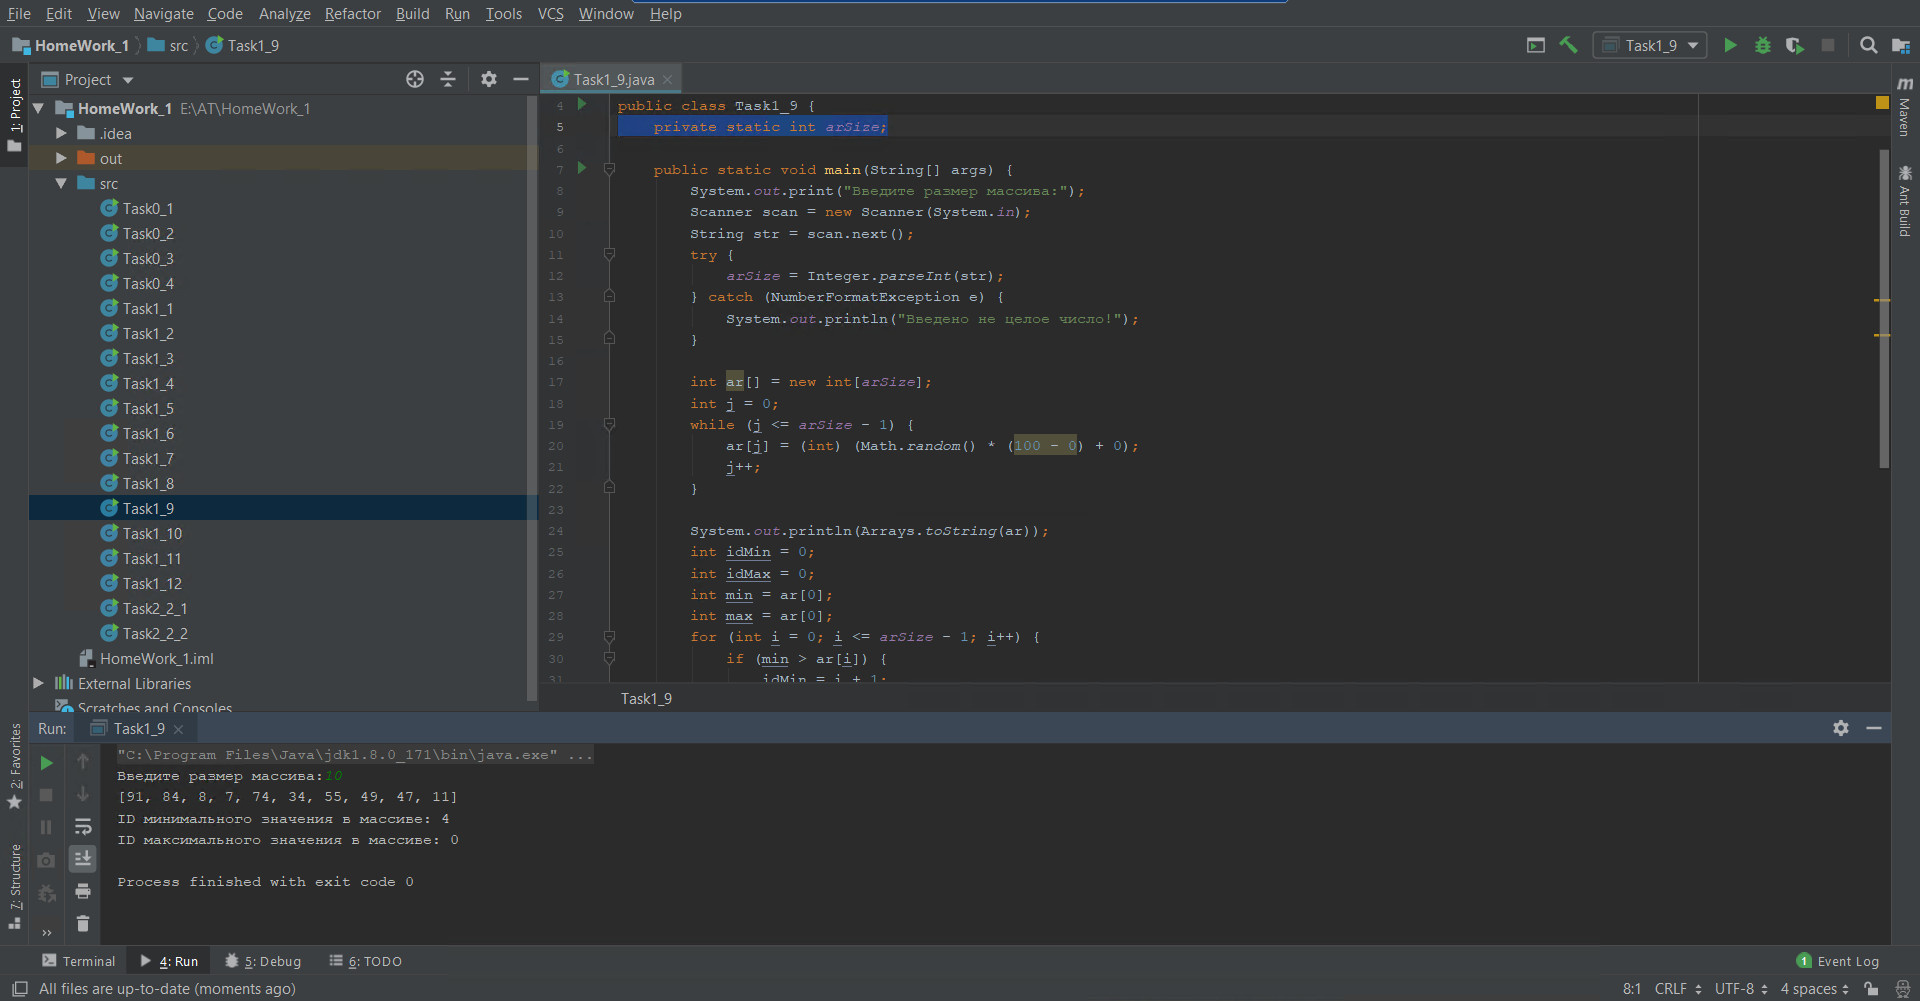 File Edit View Navigate Code Analyze Refactor Build Run Tools VCS Window Help
HomeWork_1 src Task1_9
Task1_9
Project
Task1_9.java
1: Project
HomeWork_1 E:\AT\HomeWork_1
.idea
out
src
Task0_1
Task0_2
Task0_3
Task0_4
Task1_1
Task1_2
Task1_3
Task1_4
Task1_5
Task1_6
Task1_7
Task1_8
Task1_9
Task1_10
Task1_11
Task1_12
Task2_2_1
Task2_2_2
HomeWork_1.iml
External Libraries
Scratches and Consoles
4 public class Task1_9 {
5 private static int arSize;
6
7 public static void main(String[] args) {
8 System.out.print("Введите размер массива:");
9 Scanner scan = new Scanner(System.in);
10 String str = scan.next();
11 try {
12 arSize = Integer.parseInt(str);
13 } catch (NumberFormatException e) {
14 System.out.println("Введено не целое число!");
15 }
16
17 int ar[] = new int[arSize];
18 int j = 0;
19 while (j <= arSize - 1) {
20 ar[j] = (int) (Math.random() * (100 - 0) + 0);
21 j++;
22 }
23
24 System.out.println(Arrays.toString(ar));
25 int idMin = 0;
26 int idMax = 0;
27 int min = ar[0];
28 int max = ar[0];
29 for (int i = 0; i <= arSize - 1; i++) {
30 if (min > ar[i]) {
31 idMin = i + 1;
Task1_9
Maven
Ant Build
2: Favorites
7: Structure
Run: Task1_9
"C:\Program Files\Java\jdk1.8.0_171\bin\java.exe" ...
Введите размер массива:10
[91, 84, 8, 7, 74, 34, 55, 49, 47, 11]
ID минимального значения в массиве: 4
ID максимального значения в массиве: 0
Process finished with exit code 0
Terminal 4: Run 5: Debug 6: TODO 1 Event Log
All files are up-to-date (moments ago) 8:1 CRLF UTF-8 4 spaces